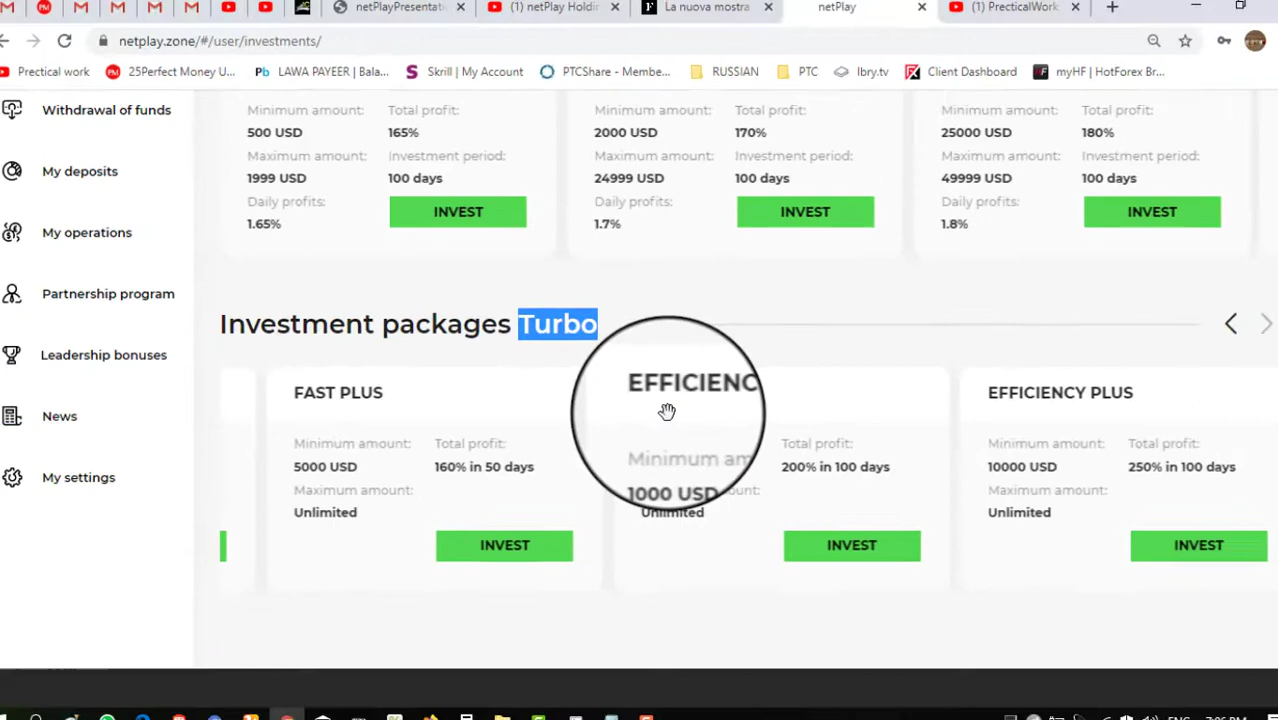 netPlayPresentati
(1) netPlay Holdin
La nuova mostra
netPlay
(1) PrecticalWork
netplay.zone/#/user/investments/
Prectical work
25Perfect Money U...
LAWA PAYEER | Bala...
Skrill | My Account
PTCShare - Membe...
RUSSIAN
PTC
lbry.tv
Client Dashboard
myHF | HotForex Br...
Withdrawal of funds
My deposits
My operations
Partnership program
Leadership bonuses
News
My settings
Minimum amount: Total profit:
500 USD 165%
Maximum amount: Investment period:
1999 USD 100 days
Daily profits:
1.65%
INVEST
Minimum amount: Total profit:
2000 USD 170%
Maximum amount: Investment period:
24999 USD 100 days
Daily profits:
1.7%
INVEST
Minimum amount: Total profit:
25000 USD 180%
Maximum amount: Investment period:
49999 USD 100 days
Daily profits:
1.8%
INVEST
Investment packages Turbo
FAST PLUS
Minimum amount: Total profit:
5000 USD 160% in 50 days
Maximum amount:
Unlimited
INVEST
EFFICIENC
Minimum am Total profit:
1000 USD 200% in 100 days
ount:
Unlimited
INVEST
EFFICIENCY PLUS
Minimum amount: Total profit:
10000 USD 250% in 100 days
Maximum amount:
Unlimited
INVEST
ENG 7:06 PM